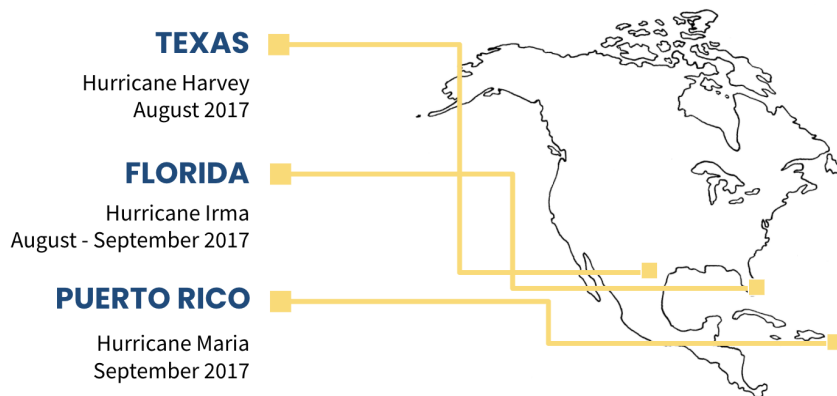 TEXAS
Hurricane Harvey
August 2017
FLORIDA
Hurricane Irma
August - September 2017
PUERTO RICO
Hurricane Maria
September 2017